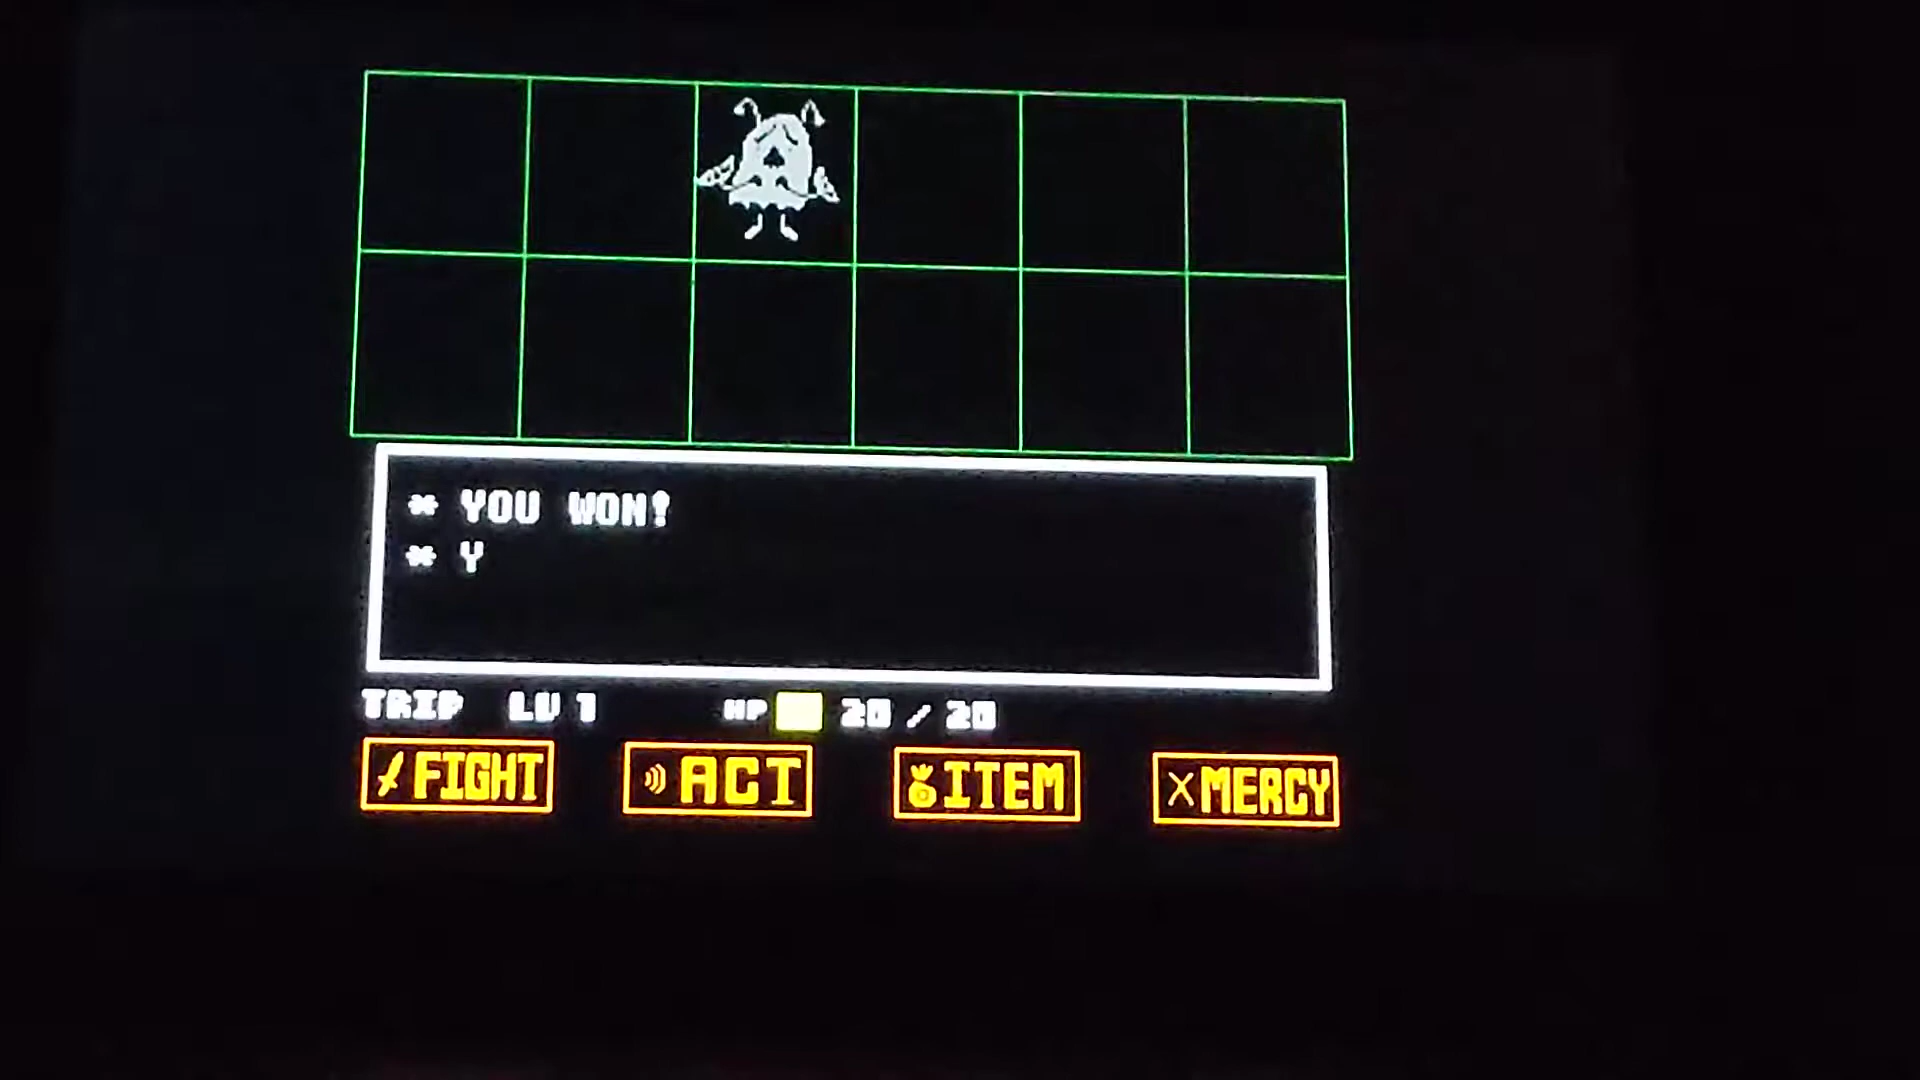 * YOU WON!
* Y
TRIP LV 1 HP 20 / 20
FIGHT ACT ITEM MERCY